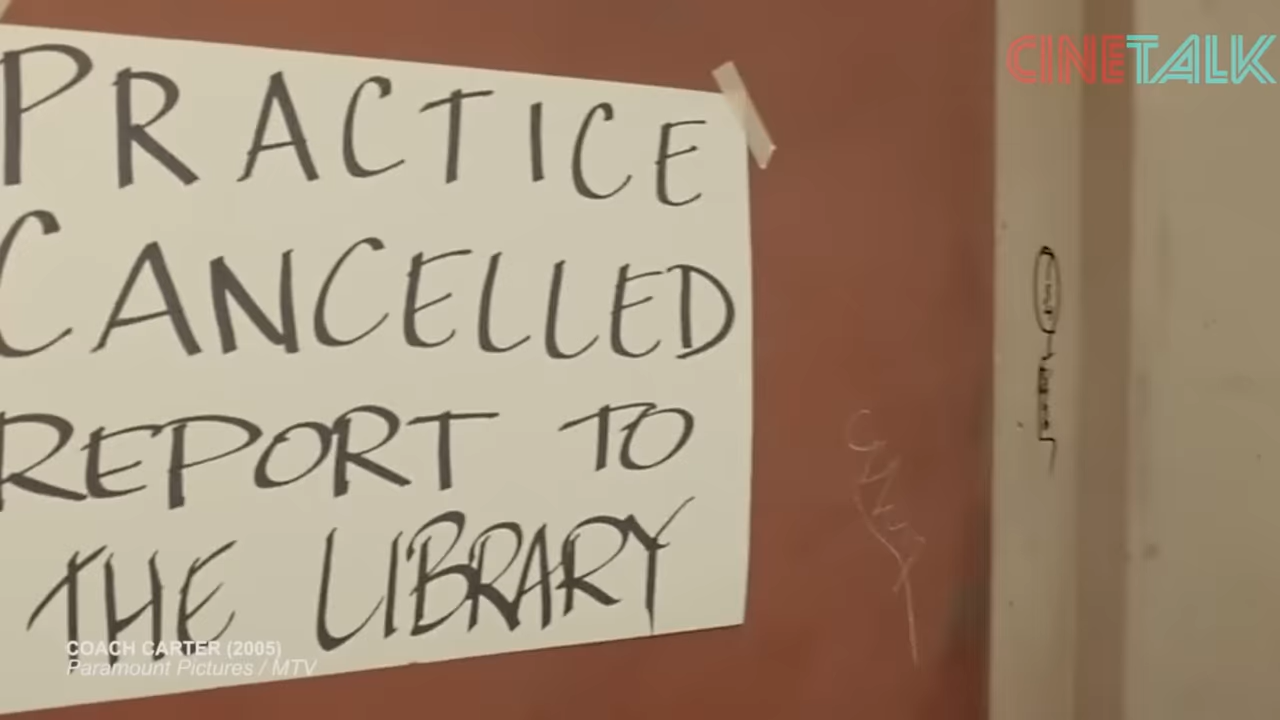 CINETALK
PRACTICE
CANCELLED
REPORT TO
THE LIBRARY
COACH CARTER (2005)
Paramount Pictures / MTV